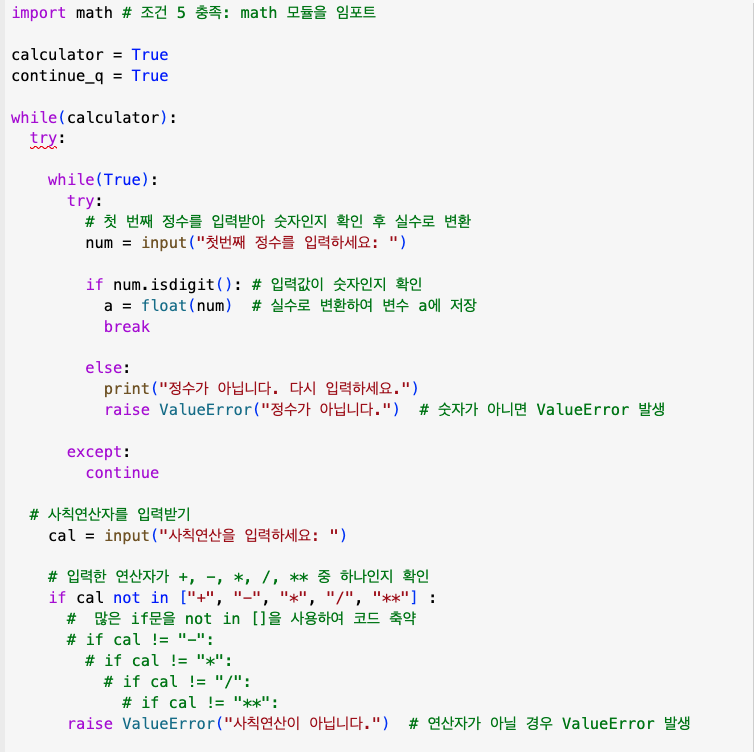 import math # 조건 5 충족: math 모듈을 임포트
calculator = True
continue_q = True
while(calculator):
try:
while(True):
try:
# 첫 번째 정수를 입력받아 숫자인지 확인 후 실수로 변환
num = input("첫번째 정수를 입력하세요: ")
if num.isdigit(): # 입력값이 숫자인지 확인
a = float(num)  # 실수로 변환하여 변수 a에 저장
break
else:
print("정수가 아닙니다. 다시 입력하세요.")
raise ValueError("정수가 아닙니다.")  # 숫자가 아니면 ValueError 발생
except:
continue
# 사칙연산자를 입력받기
cal = input("사칙연산을 입력하세요: ")
# 입력한 연산자가 +, -, *, /, ** 중 하나인지 확인
if cal not in ["+", "-", "*", "/", "**"] :
#  많은 if문을 not in []을 사용하여 코드 축약
# if cal != "-":
# if cal != "*":
# if cal != "/":
# if cal != "**":
raise ValueError("사칙연산이 아닙니다.")  # 연산자가 아닐 경우 ValueError 발생